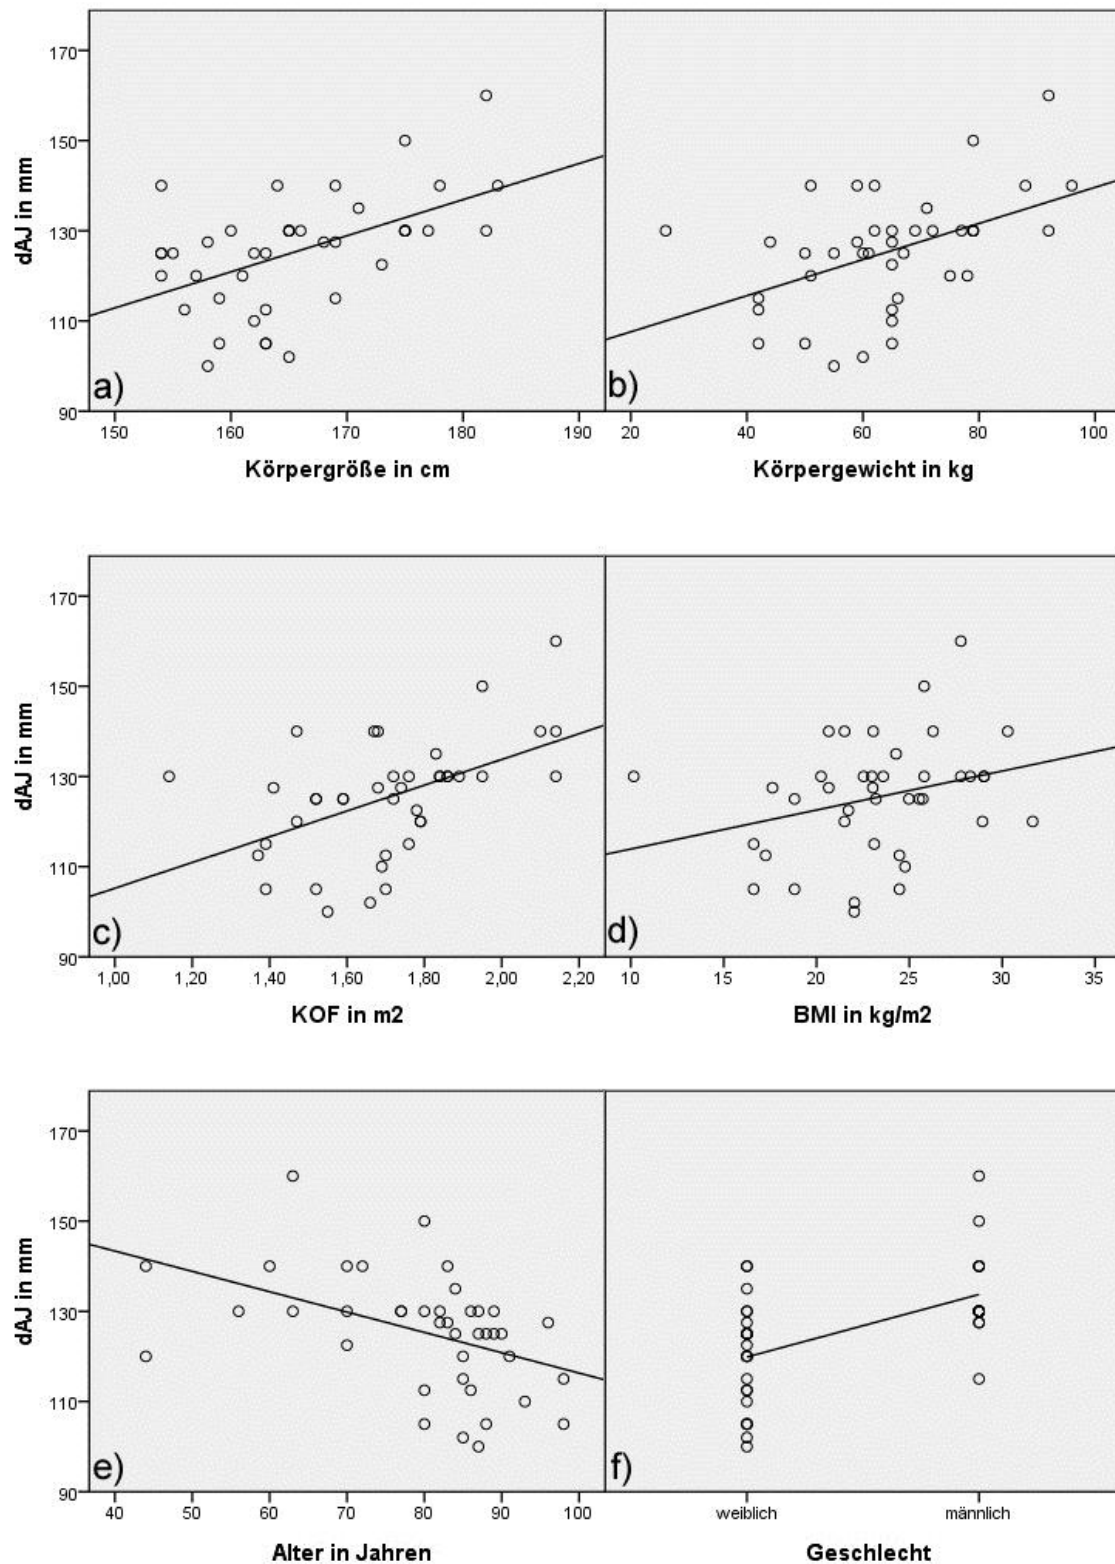 dAJ in mm
170
150
130
110
90
a)
150 160 170 180 190
Körpergröße in cm
b)
20 40 60 80 100
Körpergewicht in kg
dAJ in mm
170
150
130
110
90
c)
1,00 1,20 1,40 1,60 1,80 2,00 2,20
KOF in m2
d)
10 15 20 25 30 35
BMI in kg/m2
dAJ in mm
170
150
130
110
90
e)
40 50 60 70 80 90 100
Alter in Jahren
f)
weiblich männlich
Geschlecht